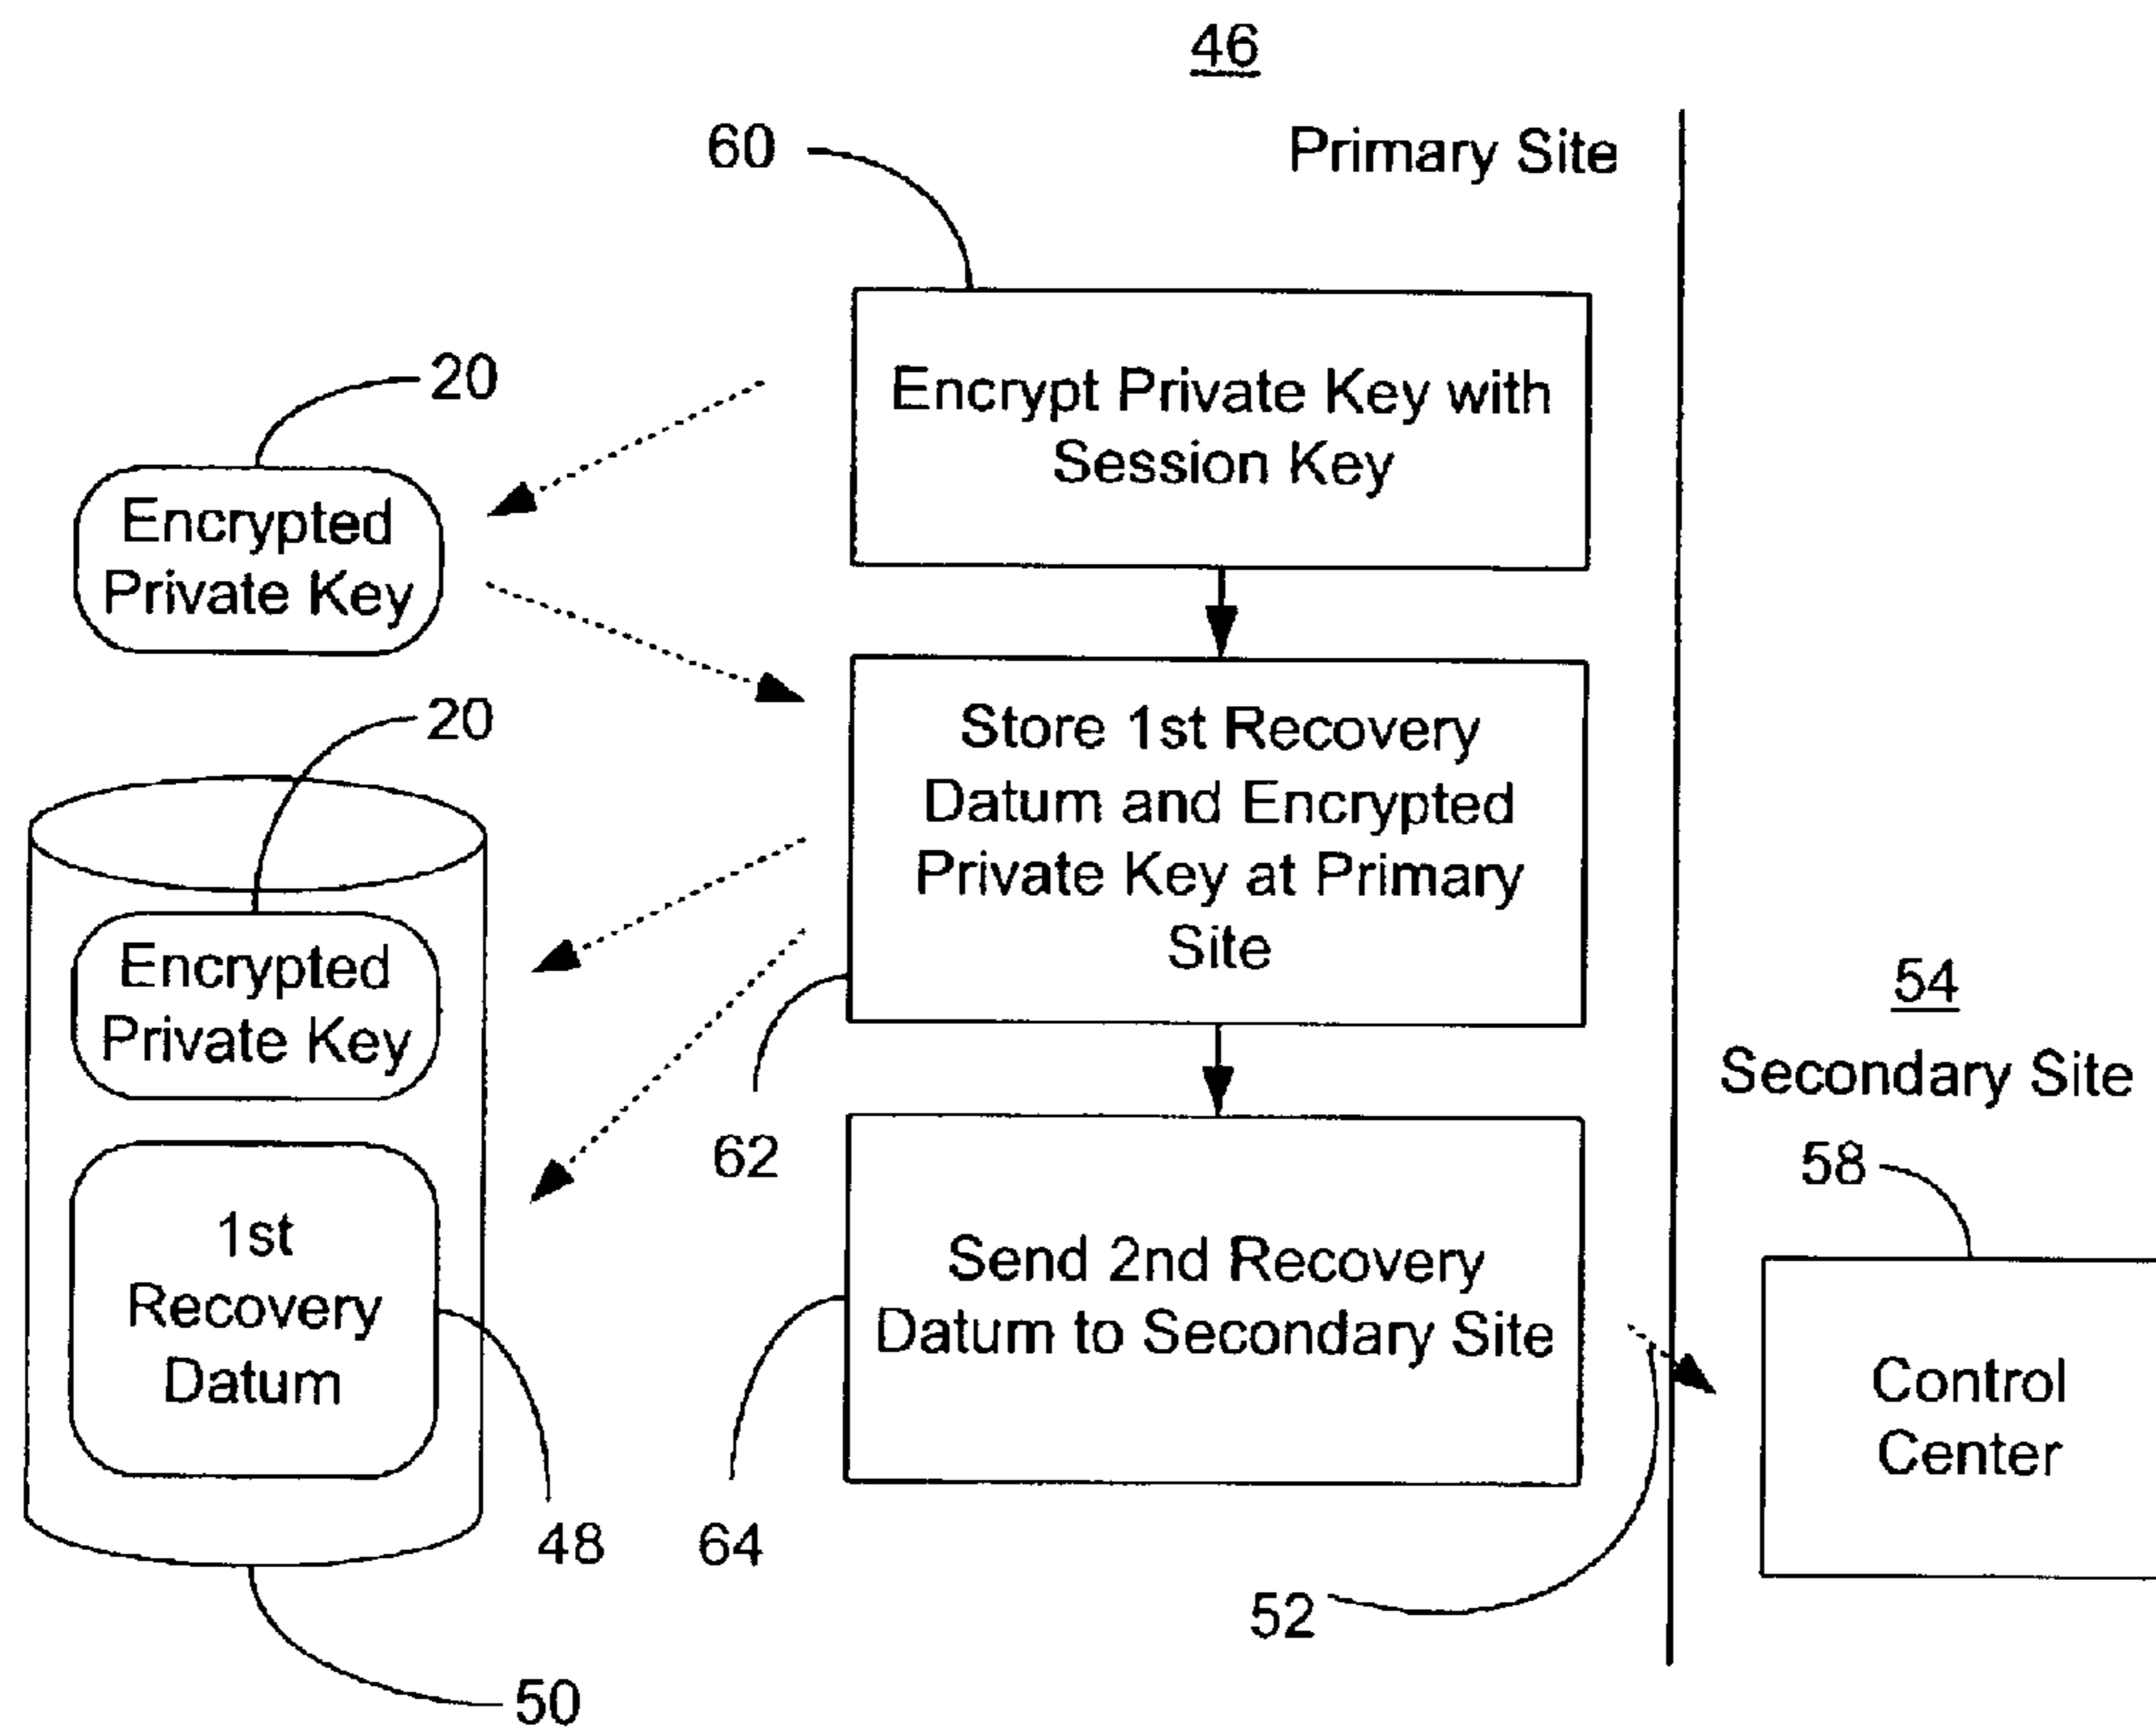 46
Primary Site
60
Encrypt Private Key with
Session Key
20
Encrypted
Private Key
20
Store 1st Recovery
Datum and Encrypted
Private Key at Primary
Site
62
Encrypted
Private Key
1st
Recovery
Datum
48
50
Send 2nd Recovery
Datum to Secondary Site
64
52
54
Secondary Site
58
Control
Center